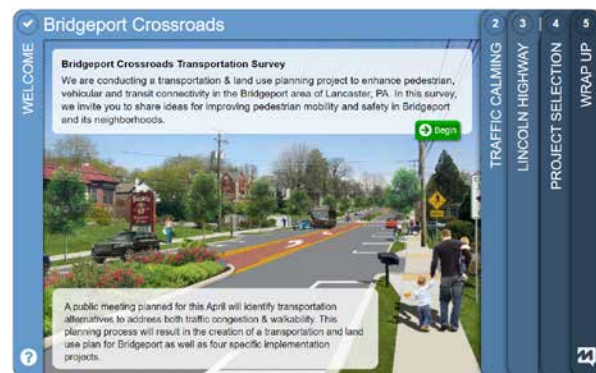 Bridgeport Crossroads
WELCOME
Bridgeport Crossroads Transportation Survey
We are conducting a transportation & land use planning project to enhance pedestrian,
vehicular and transit connectivity in the Bridgeport area of Lancaster, PA. In this survey,
we invite you to share ideas for improving pedestrian mobility and safety in Bridgeport
and its neighborhoods.
Begin
A public meeting planned for this April will identify transportation
alternatives to address both traffic congestion & walkability. This
planning process will result in the creation of a transportation and land
use plan for Bridgeport as well as four specific implementation
projects.
?
2
TRAFFIC CALMING
3
LINCOLN HIGHWAY
4
PROJECT SELECTION
5
WRAP UP